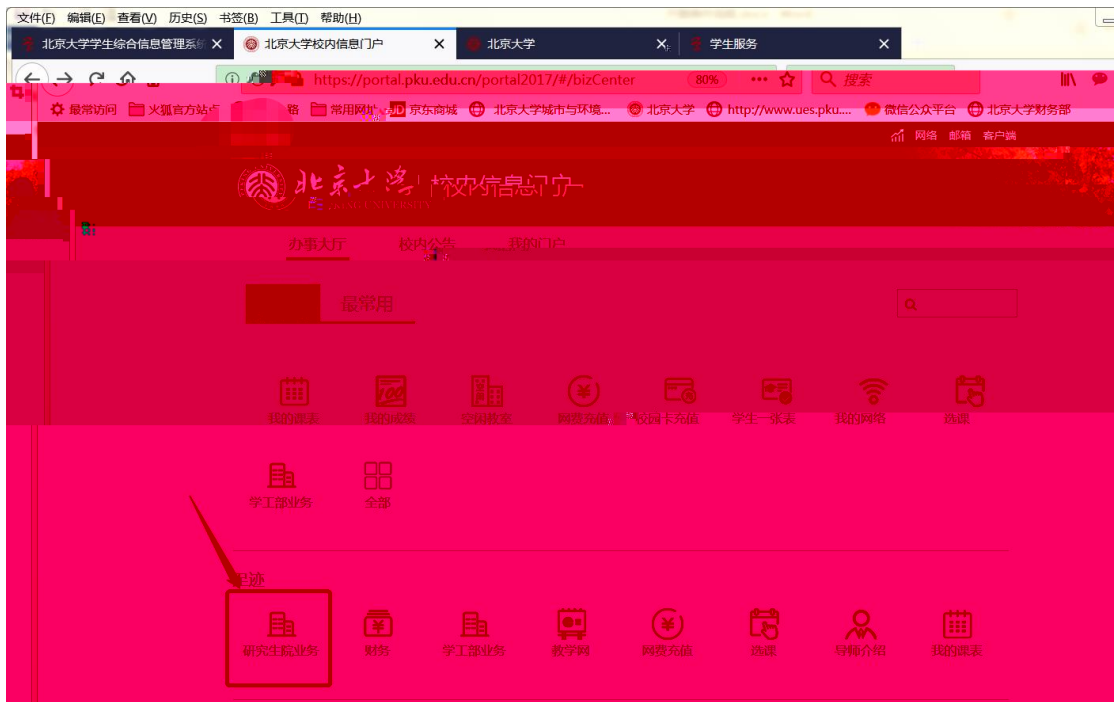 文件(F) 编辑(E) 查看(V) 历史(S) 书签(B) 工具(T) 帮助(H)
北京大学学生综合信息管理系统 北京大学校内信息门户 北京大学 学生服务
https://portal.pku.edu.cn/portal2017/#/bizCenter 80% 搜索
最常访问 火狐官方站点 常用网址 JD 京东商城 北京大学城市与环境... 北京大学 http://www.ues.pku.... 微信公众平台 北京大学财务部
网络 邮箱 客户端
北京大学 校内信息门户
办事大厅 校内公告 我的门户
最常用
我的课表 我的成绩 空闲教室 网费充值 校园卡充值 学生一张表 我的网络 选课
学工部业务 全部
足迹
研究生院业务 财务 学工部业务 教学网 网费充值 选课 导师介绍 我的课表